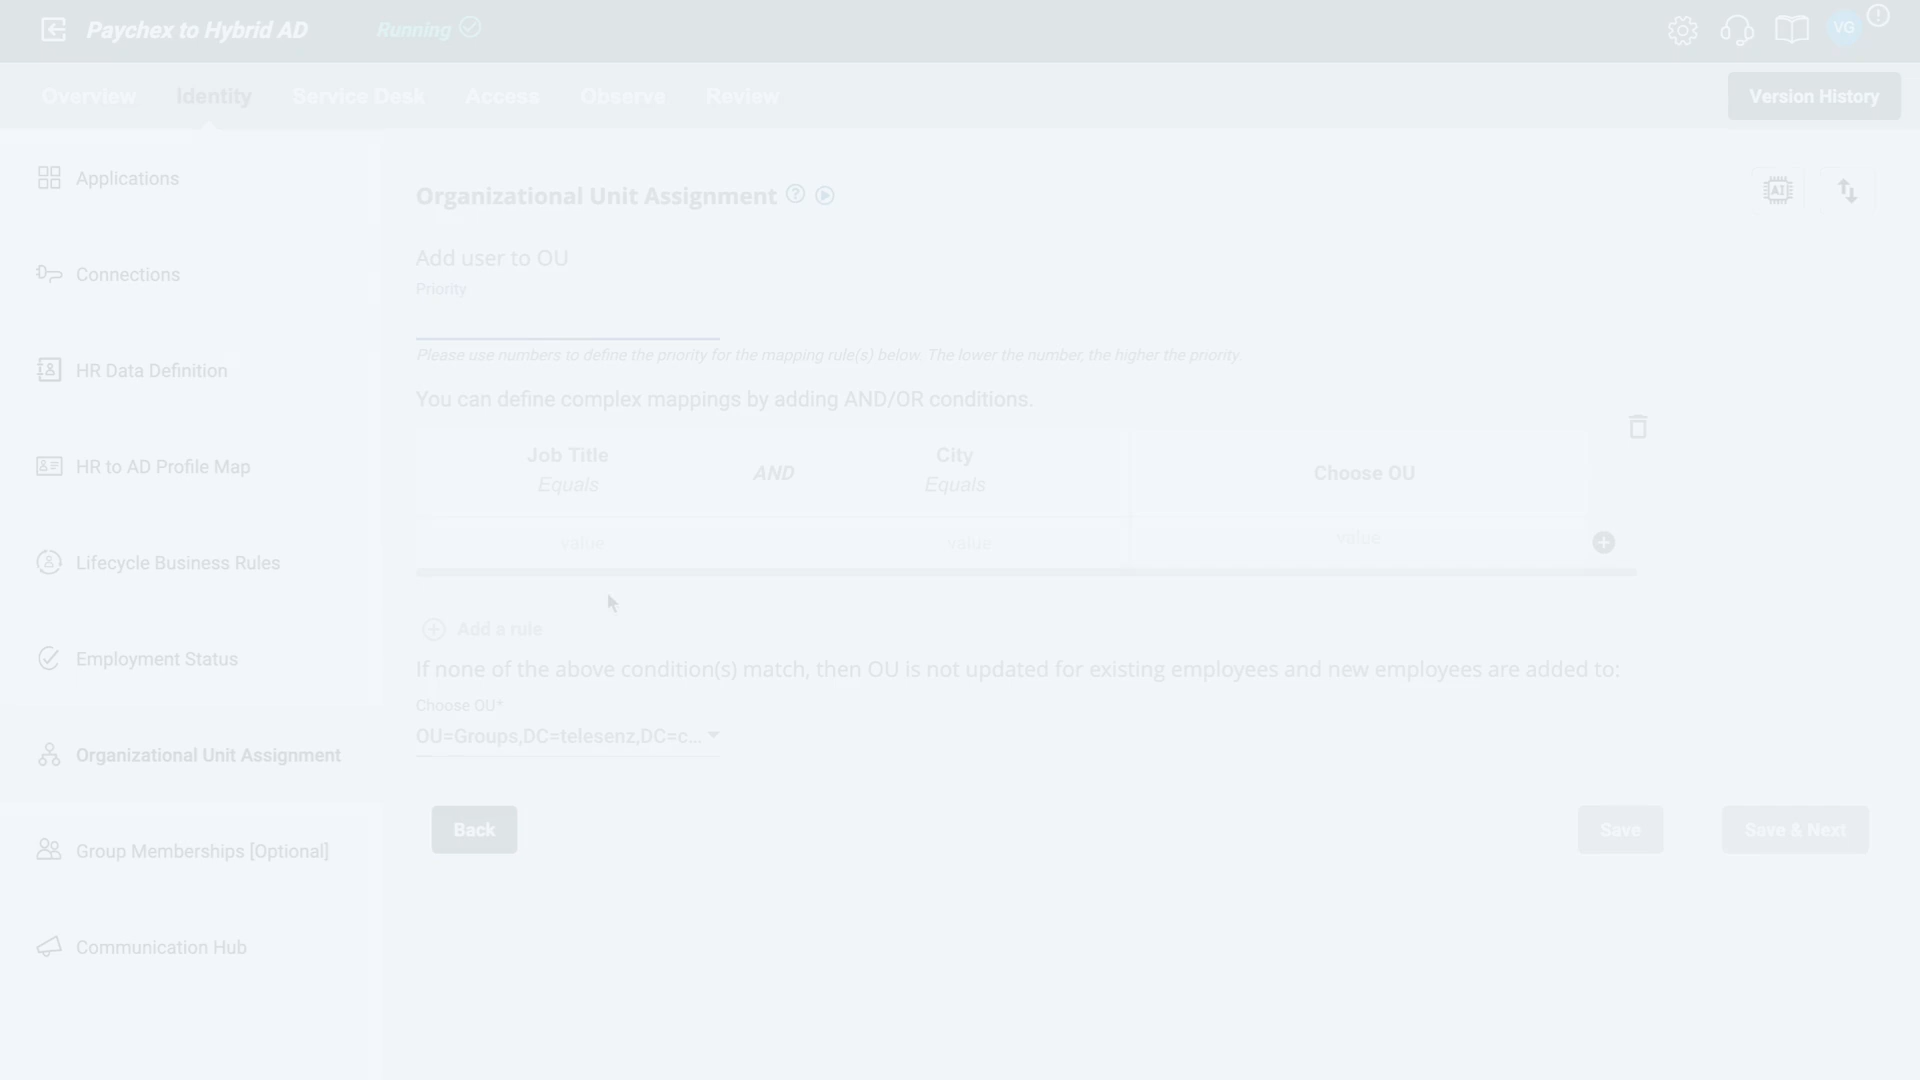 Paychex to Hybrid AD
Running
VG
Overview
Identity
Service Desk
Access
Observe
Review
Version History
Applications
Connections
HR Data Definition
HR to AD Profile Map
Lifecycle Business Rules
Employment Status
Organizational Unit Assignment
Group Memberships [Optional]
Communication Hub
Organizational Unit Assignment ?
AI
Add user to OU
Priority
Please use numbers to define the priority for the mapping rule(s) below. The lower the number, the higher the priority
You can define complex mappings by adding AND/OR conditions.
Job Title
Equals
AND
City
Equals
Choose OU
value
value
value
Add a rule
If none of the above condition(s) match, then OU is not updated for existing employees and new employees are added to:
Choose OU*
OU=Groups,DC=telesenz,DC=c...
Back
Save
Save & Next